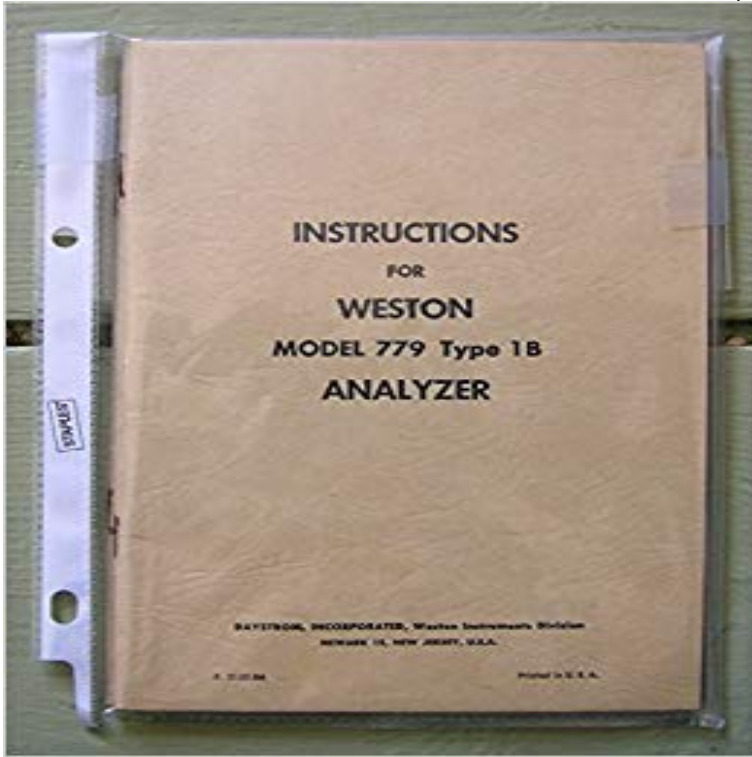 INSTRUCTIONS
FOR
WESTON
MODEL 779 Type 1B
ANALYZER
STAPLES
DAYSTROM, INCORPORATED, Weston Instruments Division
NEWARK 12, NEW JERSEY, U.S.A.
Printed in U. S. A.